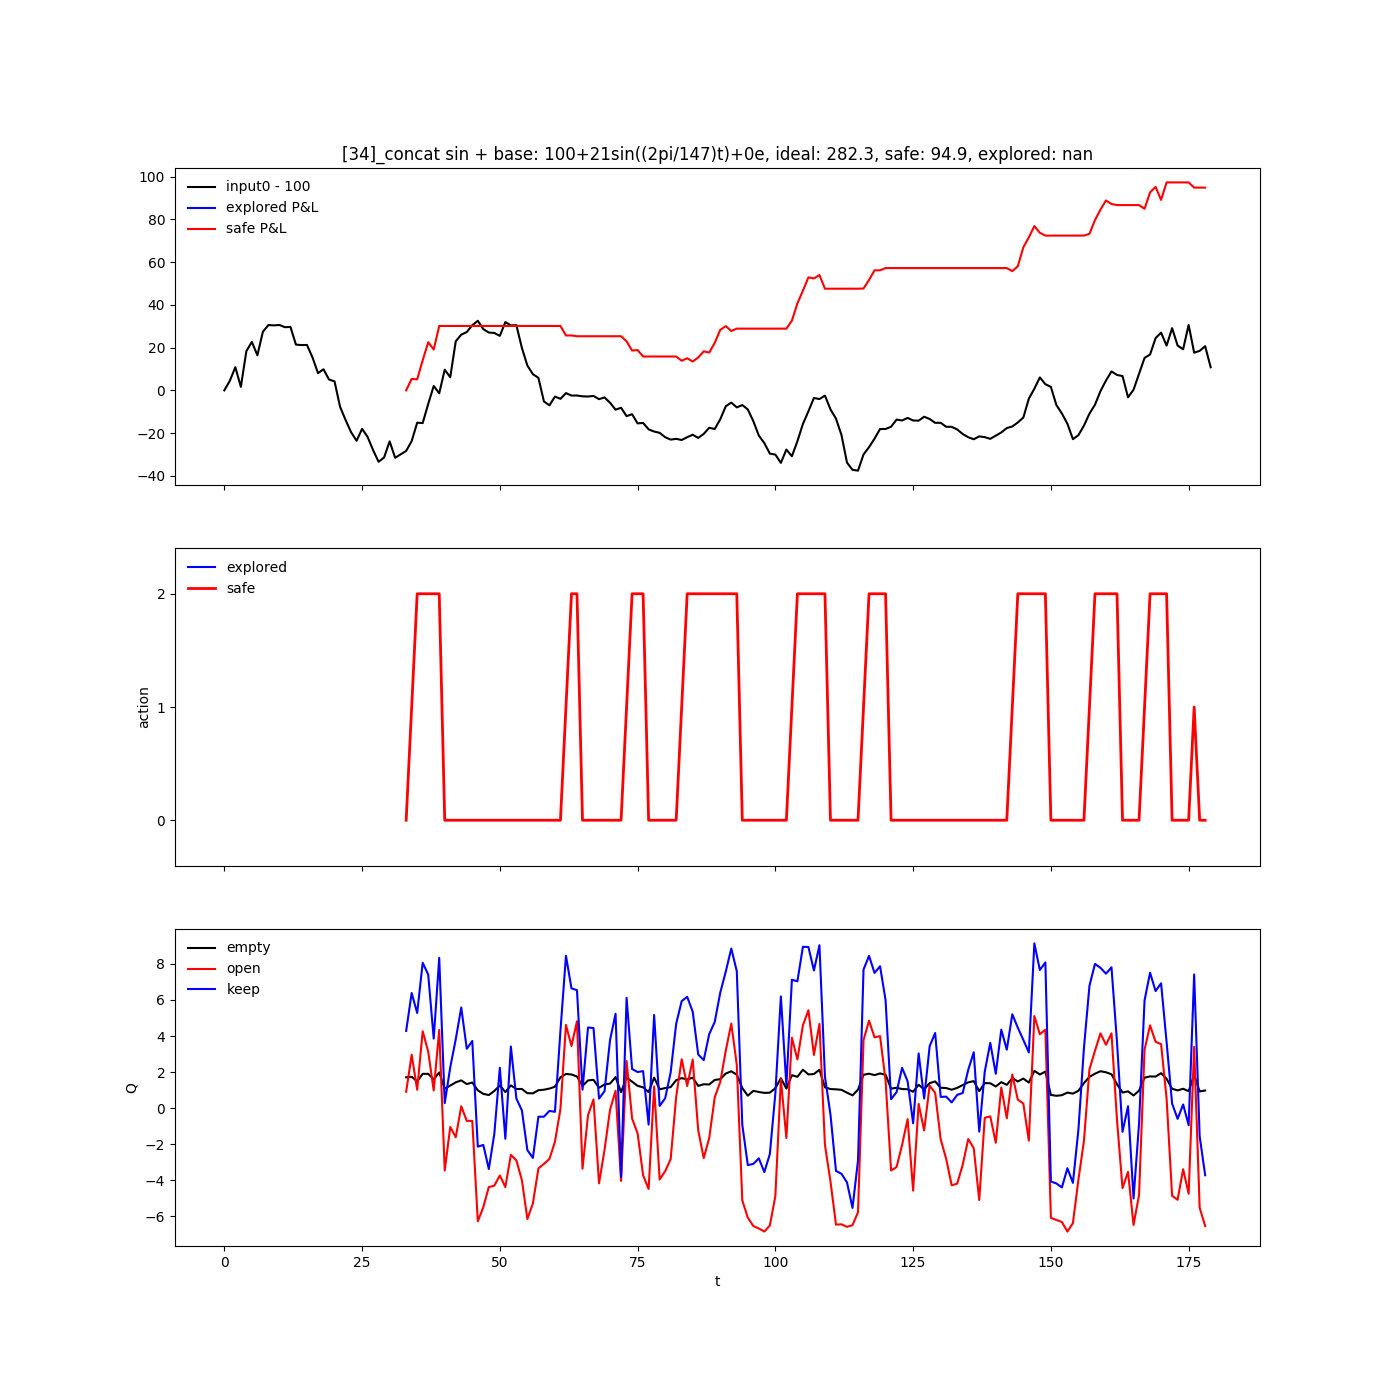 [34]_concat sin + base: 100+21sin((2pi/147)t)+0e, ideal: 282.3, safe: 94.9, explored: nan
100
80
60
40
20
0
−20
−40
input0 - 100
explored P&L
safe P&L
2
1
0
action
explored
safe
8
6
4
2
0
−2
−4
−6
Q
empty
open
keep
0 25 50 75 100 125 150 175
t